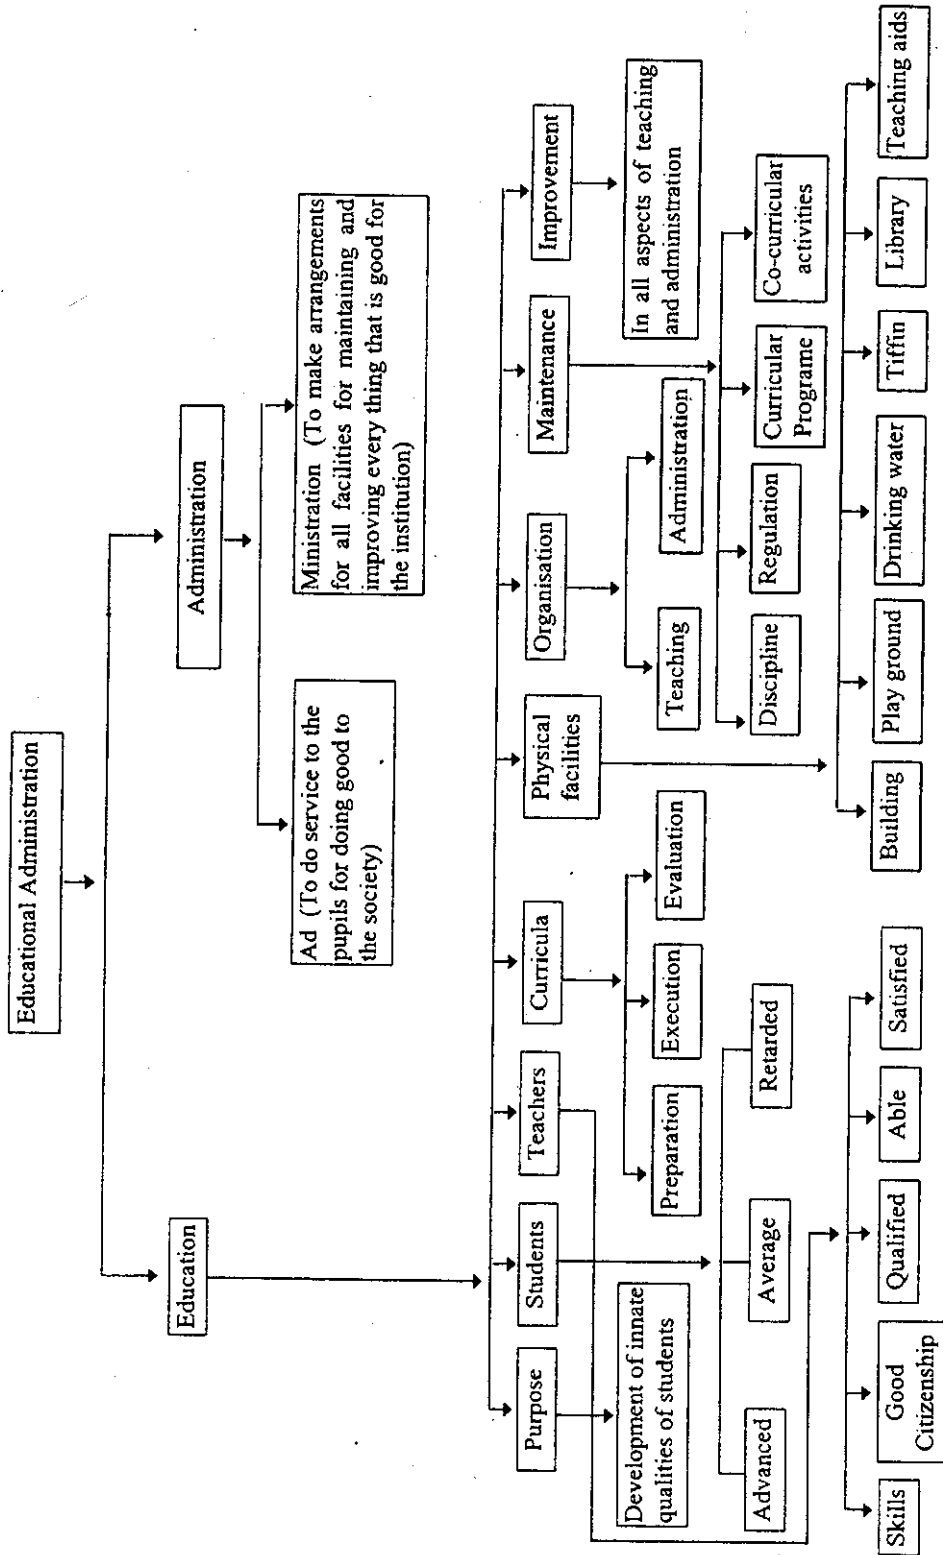 Educational Administration
Education
Administration
Ad (To do service to the
pupils for doing good to
the society)
Ministration (To make arrangements
for all facilities for maintaining and
improving every thing that is good for
the institution)
Purpose
Students
Teachers
Curricula
Physical
facilities
Organisation
Maintenance
Improvement
Development of innate
qualities of students
Preparation
Execution
Evaluation
Teaching
Administration
In all aspects of teaching
and administration
Advanced
Average
Retarded
Discipline
Regulation
Curricular
Programe
Co-curricular
activities
Skills
Good
Citizenship
Qualified
Able
Satisfied
Building
Play ground
Drinking water
Tiffin
Library
Teaching aids